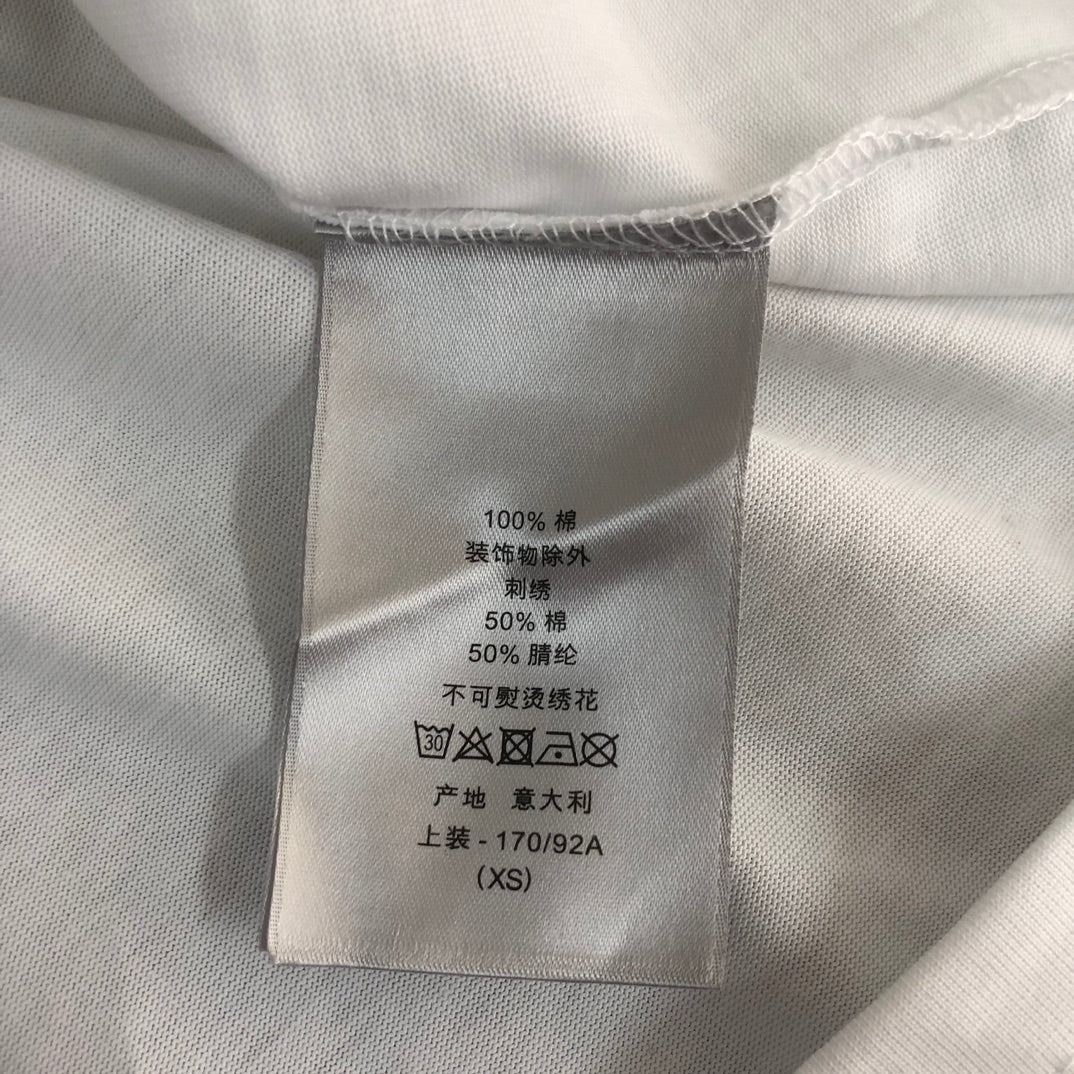 100% 棉
装饰物除外
刺绣
50% 棉
50% 腈纶
不可熨烫绣花
30
产地 意大利
上装 - 170/92A
(XS)